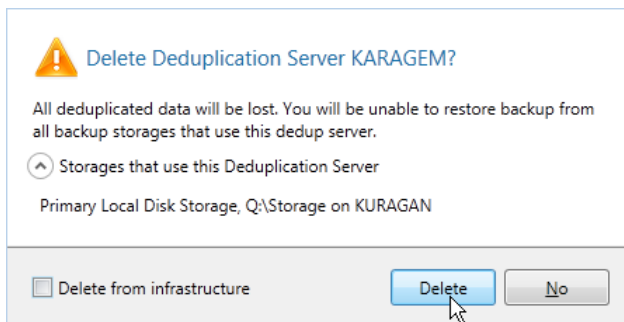 Delete Deduplication Server KARAGEM?
All deduplicated data will be lost. You will be unable to restore backup from
all backup storages that use this dedup server.
Storages that use this Deduplication Server
Primary Local Disk Storage, Q:\Storage on KURAGAN
Delete from infrastructure
Delete
No